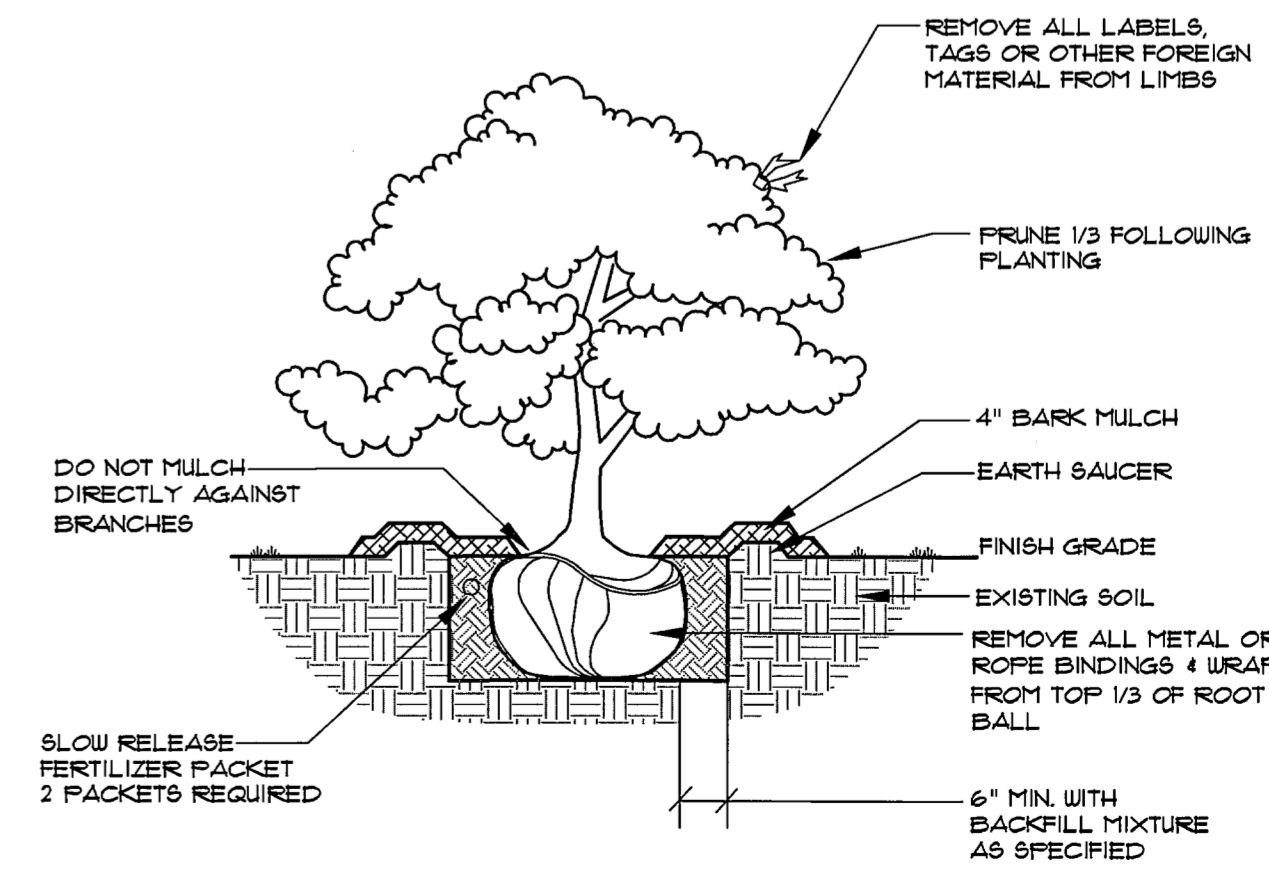 REMOVE ALL LABELS,
TAGS OR OTHER FOREIGN
MATERIAL FROM LIMBS
PRUNE 1/3 FOLLOWING
PLANTING
4" BARK MULCH
EARTH SAUCER
FINISH GRADE
EXISTING SOIL
REMOVE ALL METAL OR
ROPE BINDINGS & WRAP
FROM TOP 1/3 OF ROOT
BALL
6" MIN. WITH
BACKFILL MIXTURE
AS SPECIFIED
DO NOT MULCH
DIRECTLY AGAINST
BRANCHES
SLOW RELEASE
FERTILIZER PACKET
2 PACKETS REQUIRED